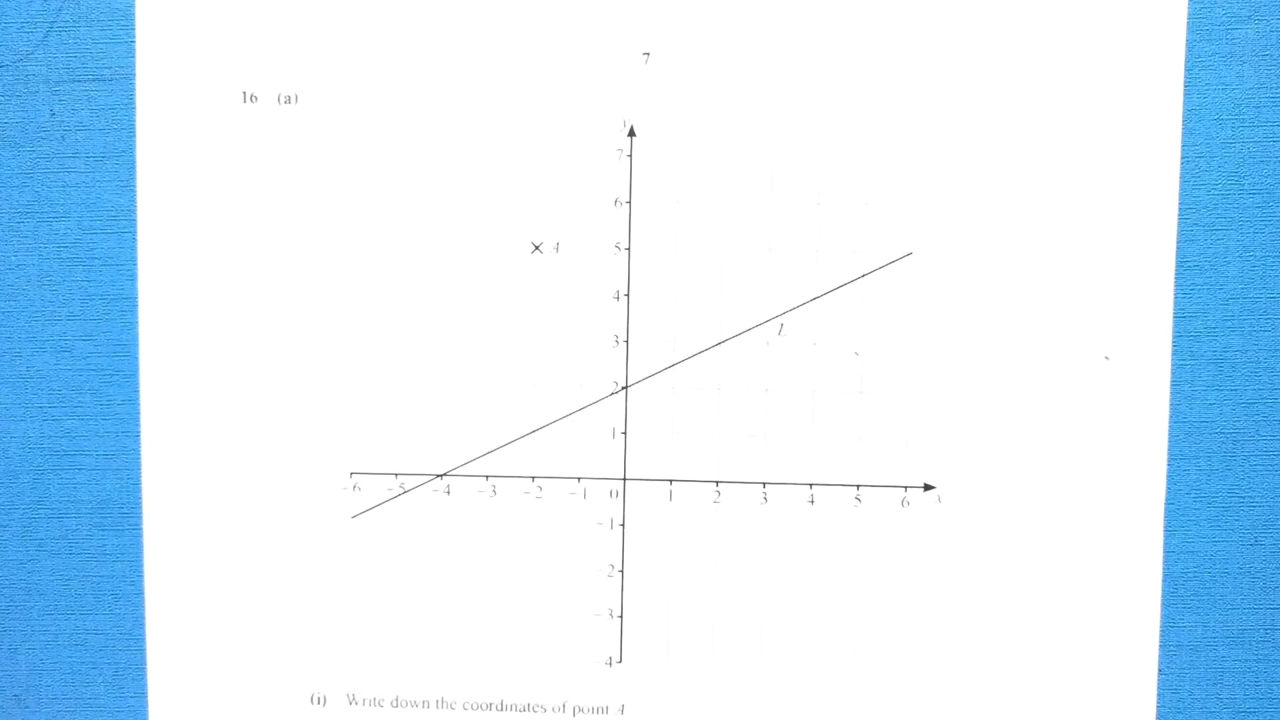 7
16 (a)
y
7
6
A 5
4
L
3
2
1
-6 -5 -4 -3 -2 -1 0 1 2 3 4 5 6 x
-1
-2
-3
-4
(i) Write down the coordinates of point A